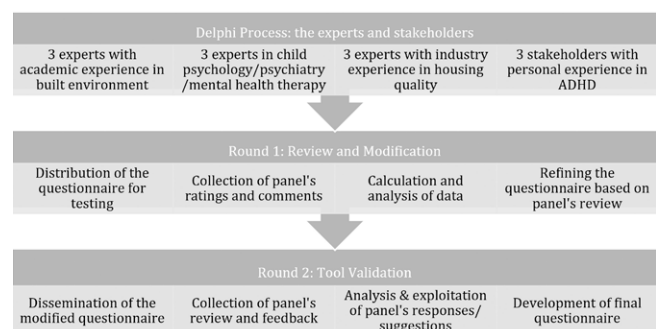 Delphi Process: the experts and stakeholders
3 experts with academic experience in built environment
3 experts in child psychology/psychiatry /mental health therapy
3 experts with industry experience in housing quality
3 stakeholders with personal experience in ADHD
Round 1: Review and Modification
Distribution of the questionnaire for testing
Collection of panel's ratings and comments
Calculation and analysis of data
Refining the questionnaire based on panel's review
Round 2: Tool Validation
Dissemination of the modified questionnaire
Collection of panel's review and feedback
Analysis & exploitation of panel's responses/ suggestions
Development of final questionnaire